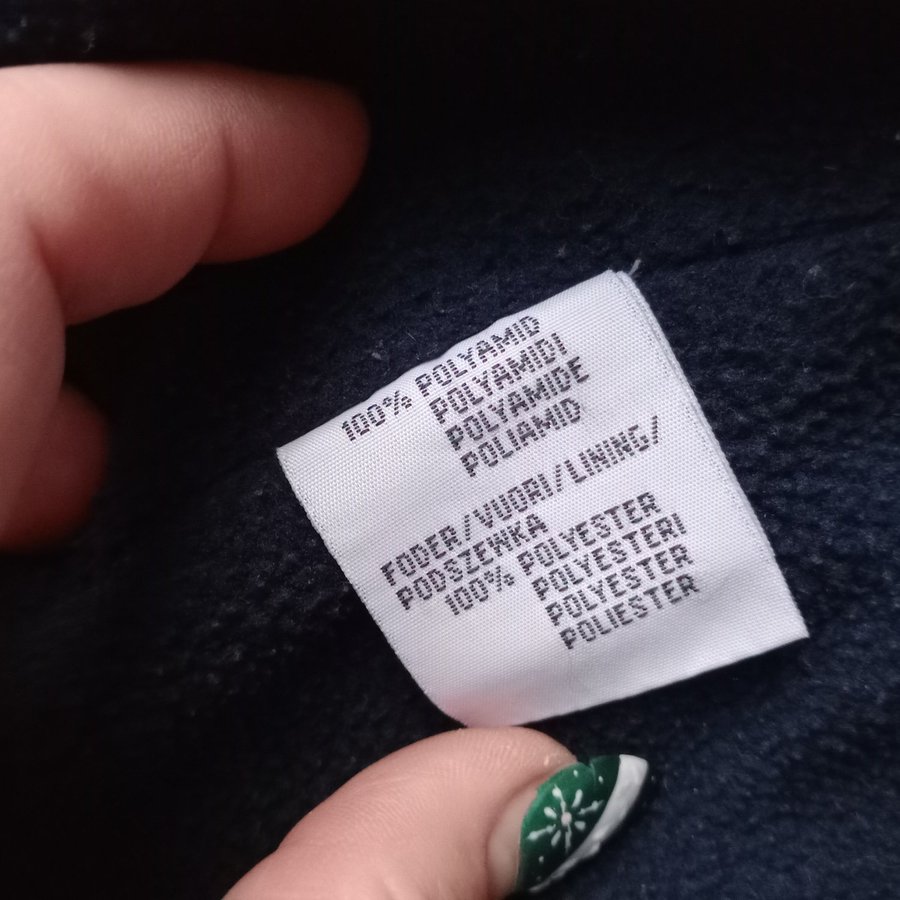 100% POLYAMID
POLYAMIDI
POLYAMIDE
POLIAMID
FODER/VUORI/LINING/
PODSZEWKA
100% POLYESTER
POLYESTERI
POLYESTER
POLIESTER